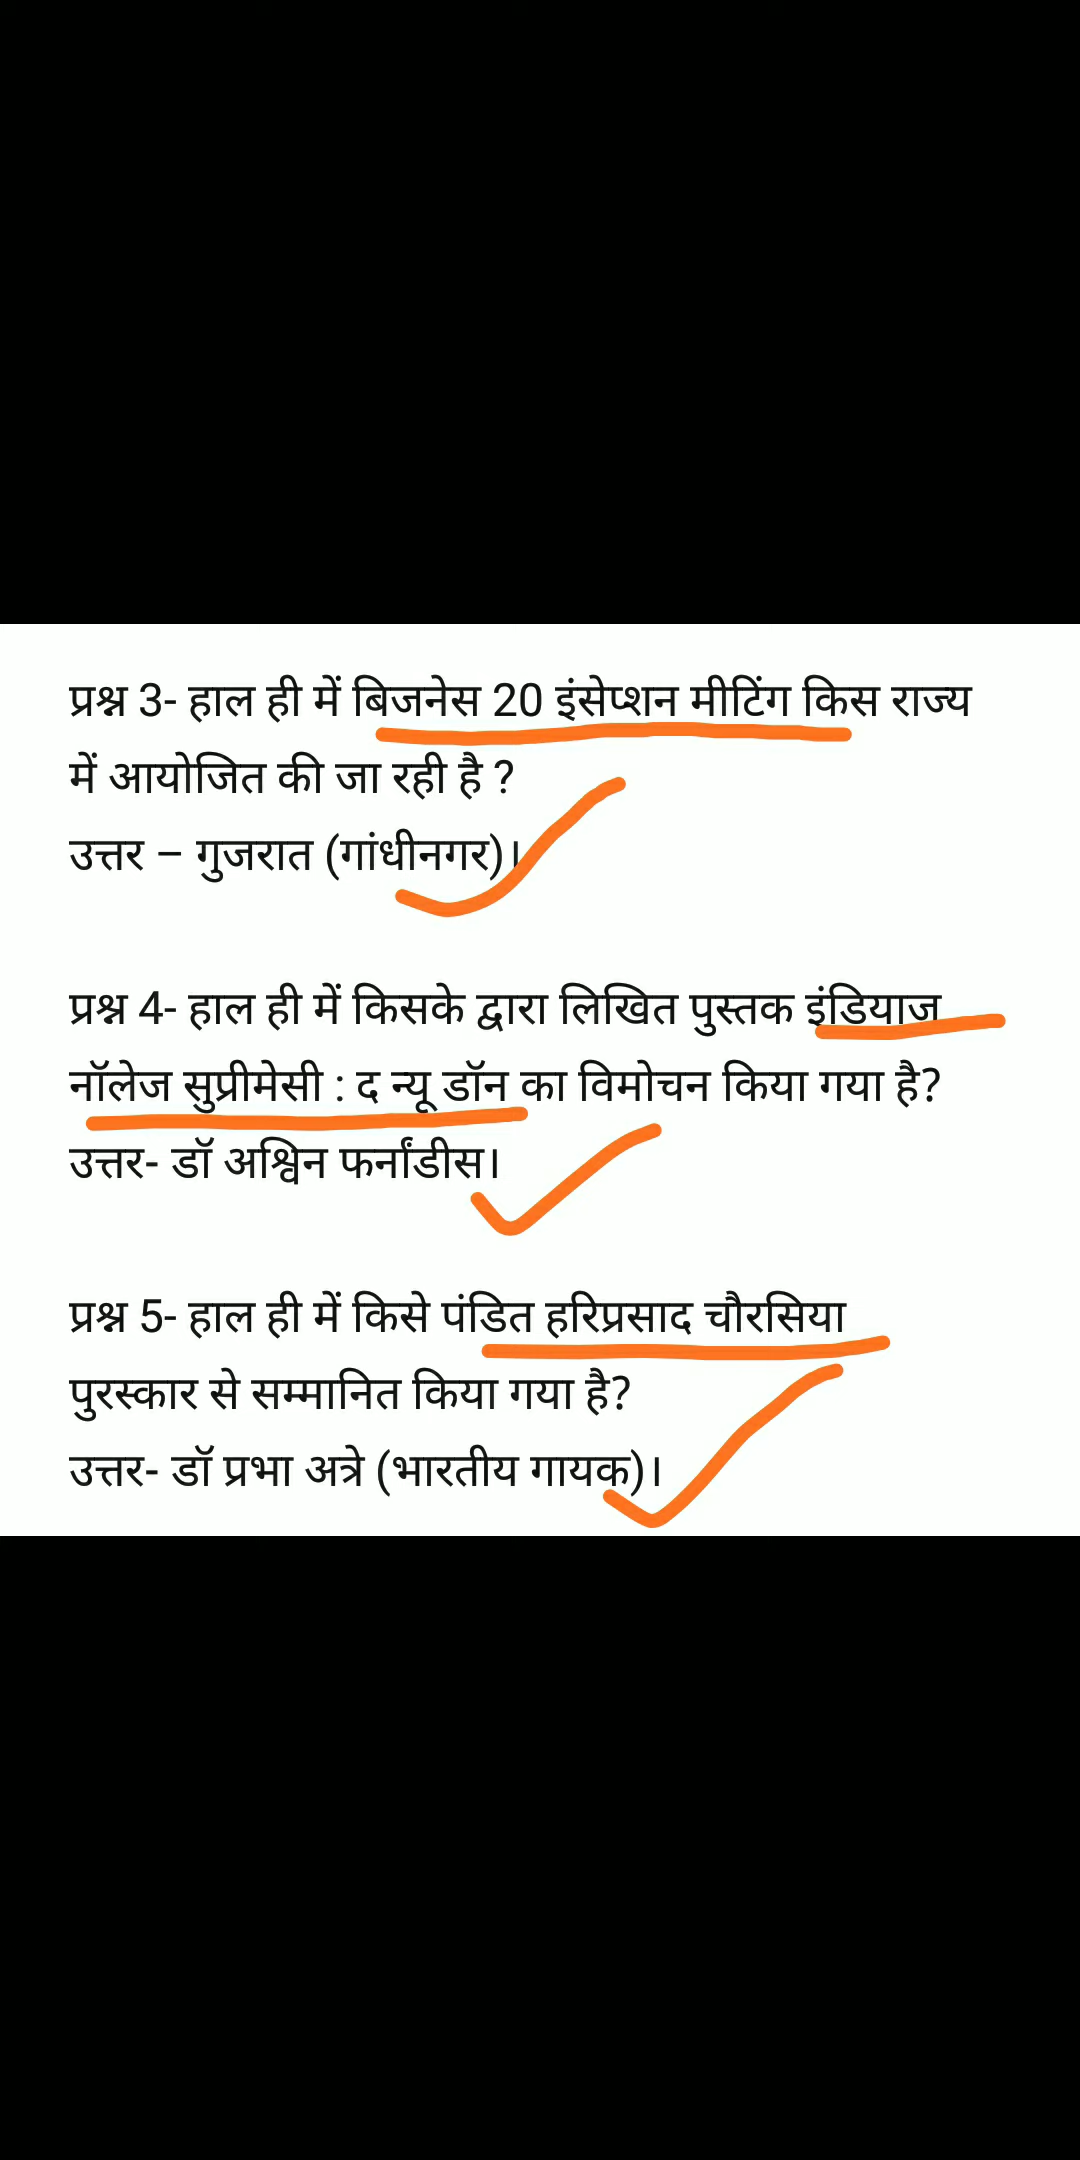 प्रश्न 3- हाल ही में बिजनेस 20 इंसेप्शन मीटिंग किस राज्य
में आयोजित की जा रही है ?
उत्तर – गुजरात (गांधीनगर)।
प्रश्न 4- हाल ही में किसके द्वारा लिखित पुस्तक इंडियाज
नॉलेज सुप्रीमेसी : द न्यू डॉन का विमोचन किया गया है?
उत्तर- डॉ अश्विन फर्नांडीस।
प्रश्न 5- हाल ही में किसे पंडित हरिप्रसाद चौरसिया
पुरस्कार से सम्मानित किया गया है?
उत्तर- डॉ प्रभा अत्रे (भारतीय गायक)।